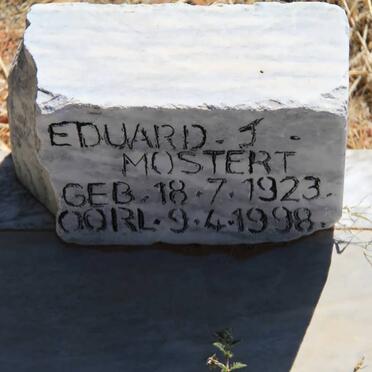 EDUARD. J.
MOSTERT
GEB. 18.7.1923.
OORL. 9.4.1998.